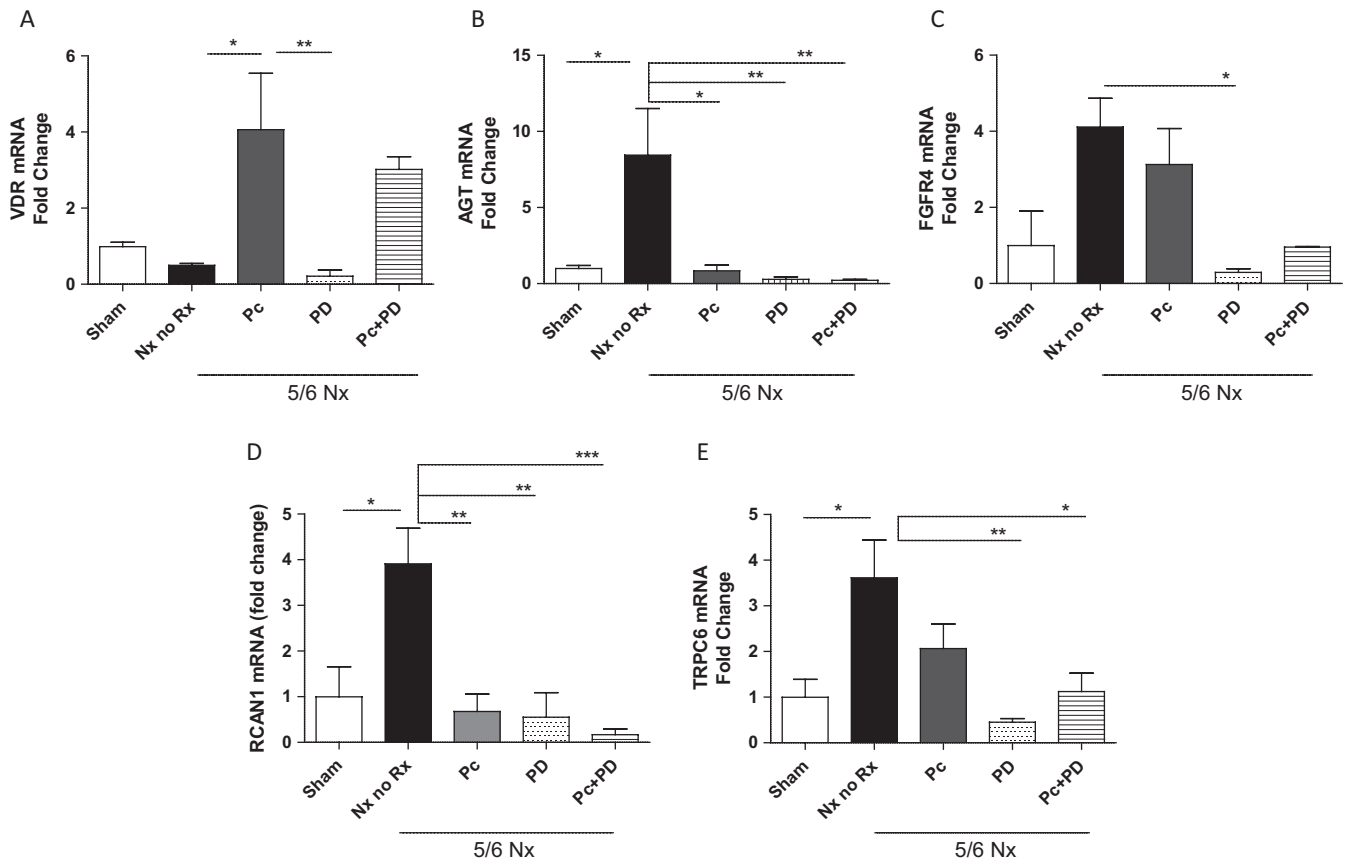 A
*
**
6
4
2
0
VDR mRNA
Fold Change
Sham
Nx no Rx
Pc
PD
Pc+PD
5/6 Nx
B
*
**
**
*
15
10
5
0
AGT mRNA
Fold Change
Sham
Nx no Rx
Pc
PD
Pc+PD
5/6 Nx
C
*
6
4
2
0
FGFR4 mRNA
Fold Change
Sham
Nx no Rx
Pc
PD
Pc+PD
5/6 Nx
D
***
**
*
**
5
4
3
2
1
0
RCAN1 mRNA (fold change)
Sham
Nx no Rx
Pc
PD
Pc+PD
5/6 Nx
E
*
*
**
5
4
3
2
1
0
TRPC6 mRNA
Fold Change
Sham
Nx no Rx
Pc
PD
Pc+PD
5/6 Nx